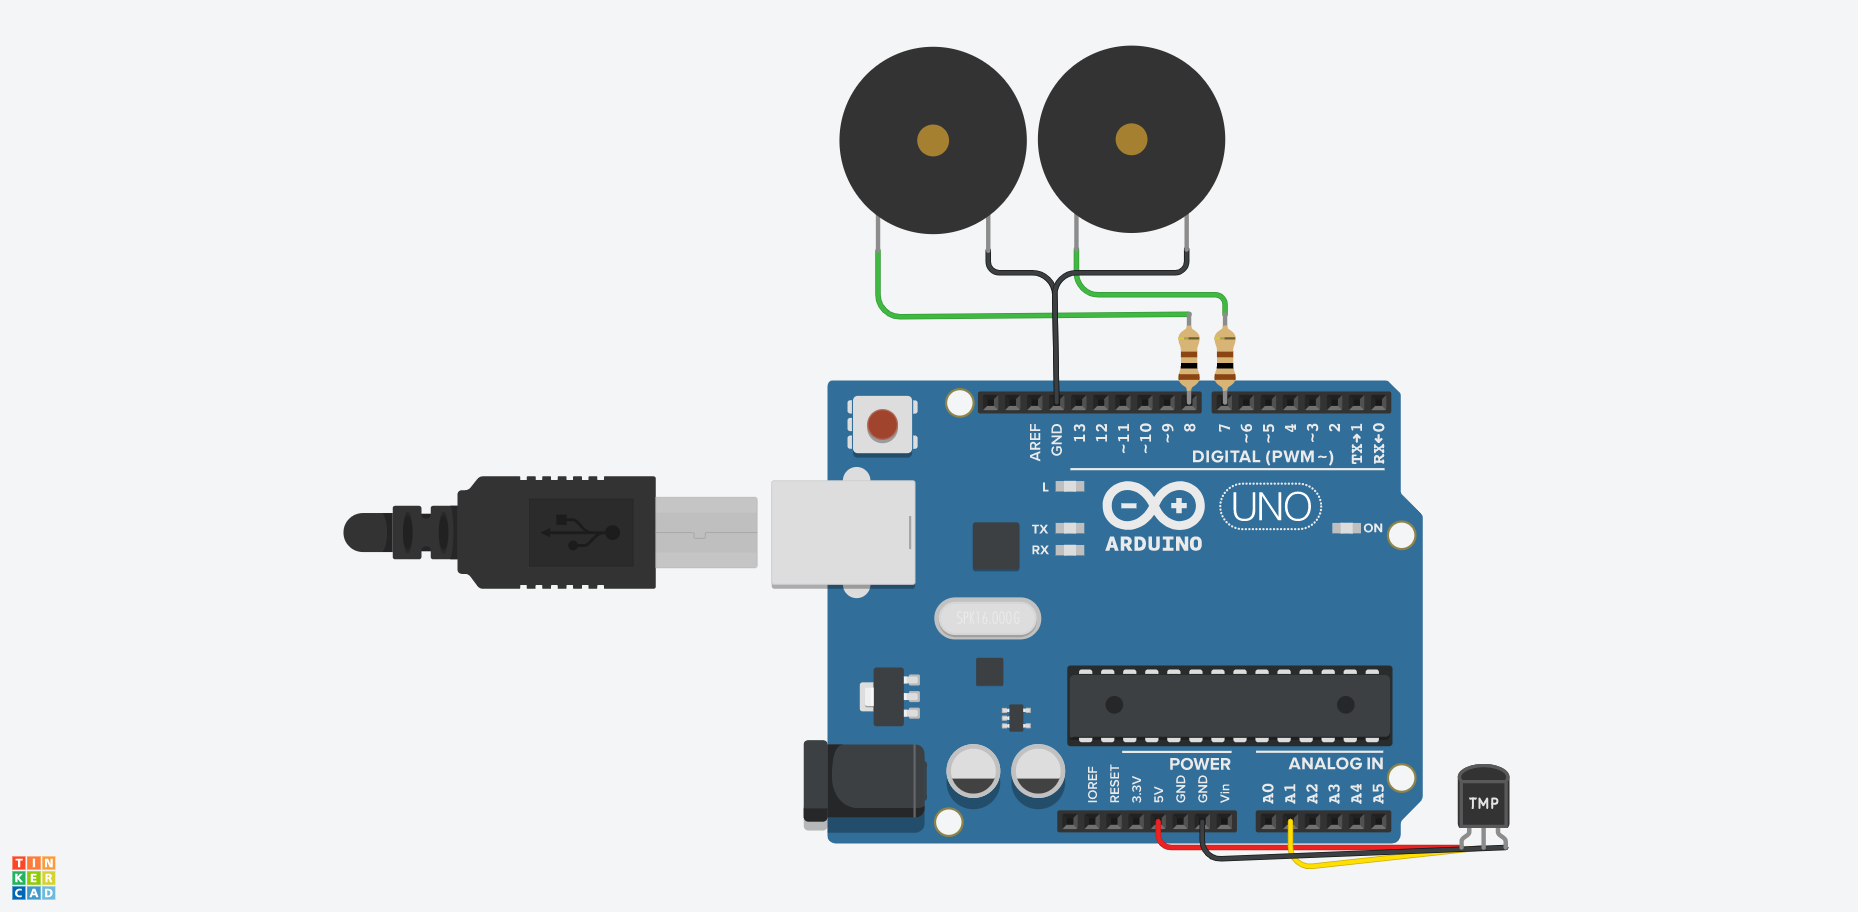 AREF
GND
13
12
~11
~10
~9
8
7
~6
~5
4
~3
2
TX→1
RX←0
DIGITAL (PWM~)
L
TX
RX
ARDUINO
UNO
ON
SPK16.000G
POWER
ANALOG IN
IOREF
RESET
3.3V
5V
GND
GND
Vin
A0
A1
A2
A3
A4
A5
TMP
TIN
KER
CAD